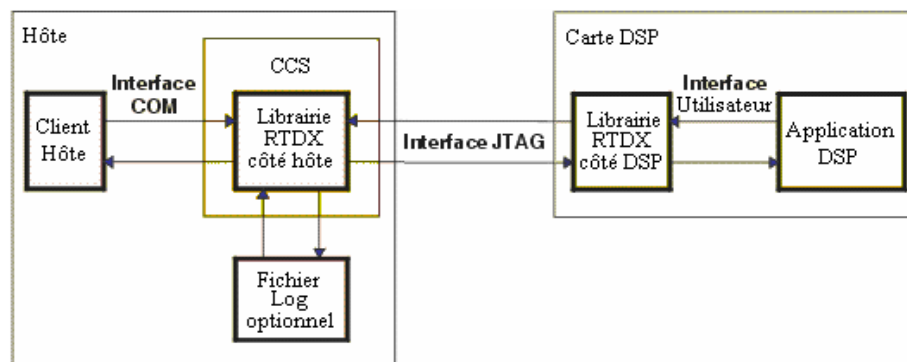 Hôte
Carte DSP
CCS
Interface
COM
Interface
Utilisateur
Client
Hôte
Librairie
RTDX
côté hôte
Interface JTAG
Librairie
RTDX
côté DSP
Application
DSP
Fichier
Log
optionnel